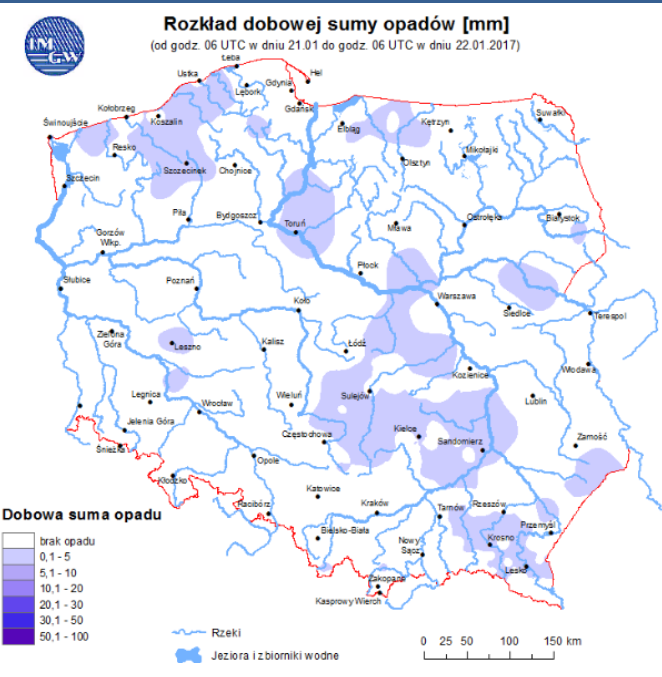 IM
GW
Rozkład dobowej sumy opadów [mm]
(od godz. 06 UTC w dniu 21.01 do godz. 06 UTC w dniu 22.01.2017)
Łeba
Ustka
Hel
Lębork
Gdynia
Gdańsk
Kołobrzeg
Koszalin
Świnoujście
Elbląg
Kętrzyn
Suwałki
Resko
Mikołajki
Olsztyn
Szczecinek
Chojnice
Szczecin
Piła
Bydgoszcz
Toruń
Mława
Ostrołęka
Białystok
Gorzów
Wlkp.
Płock
Słubice
Poznań
Koło
Warszawa
Siedlce
Terespol
Zielona
Góra
Leszno
Kalisz
Łódź
Kozienice
Włodawa
Legnica
Wrocław
Wieluń
Sulejów
Lublin
Jelenia Góra
Częstochowa
Kielce
Sandomierz
Zamość
Śnieżka
Opole
Kłodzko
Katowice
Racibórz
Kraków
Tarnów
Rzeszów
Przemyśl
Bielsko-Biała
Nowy
Sącz
Krosno
Lesko
Zakopane
Kasprowy Wierch
Dobowa suma opadu
brak opadu
0,1 - 5
5,1 - 10
10,1 - 20
20,1 - 30
30,1 - 50
50,1 - 100
Rzeki
Jeziora i zbiorniki wodne
0 25 50 100 150 km